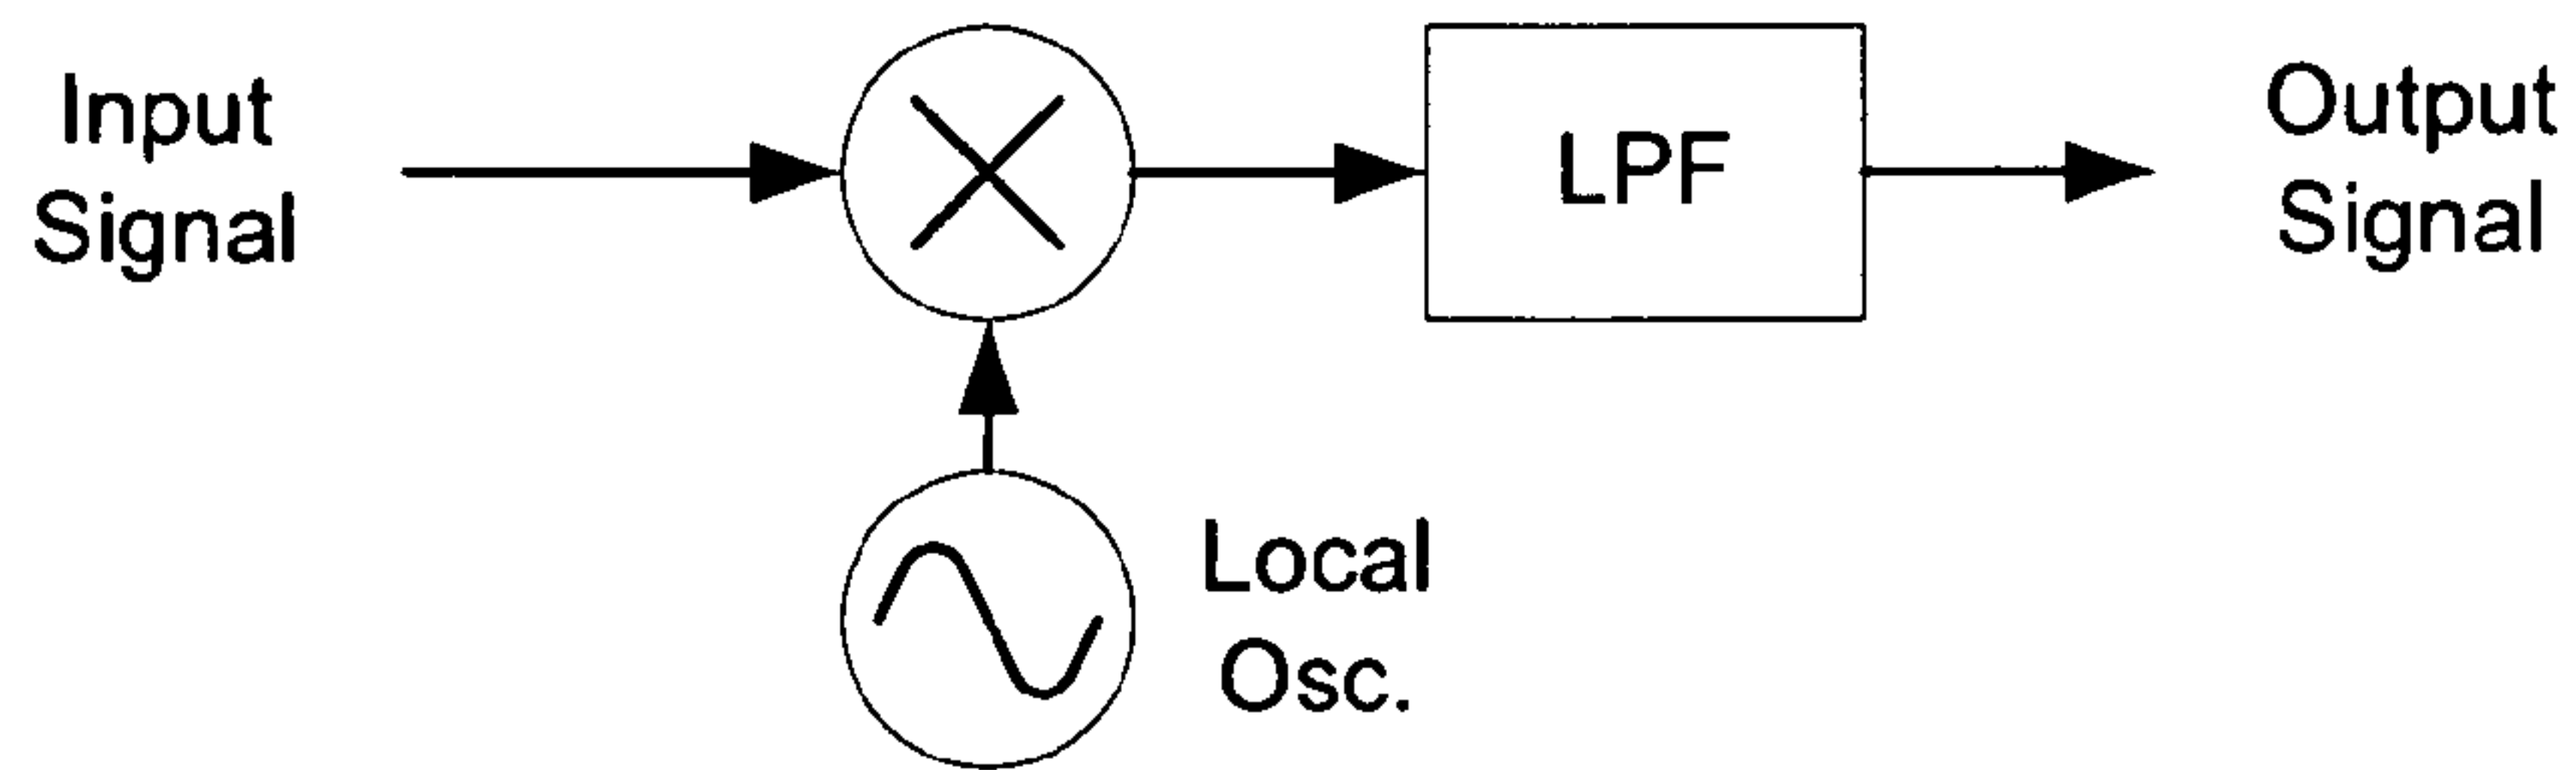 Input
Signal
LPF
Output
Signal
Local
Osc.